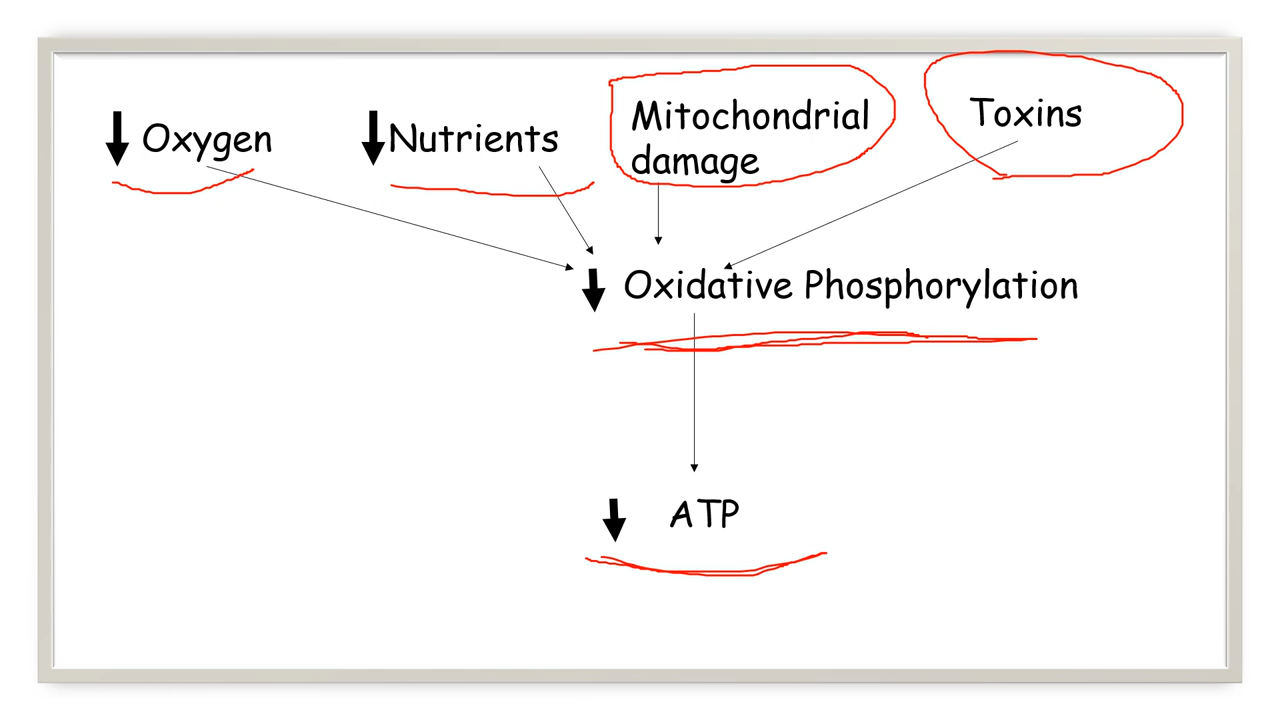 Oxygen
Nutrients
Mitochondrial
damage
Toxins
Oxidative Phosphorylation
ATP